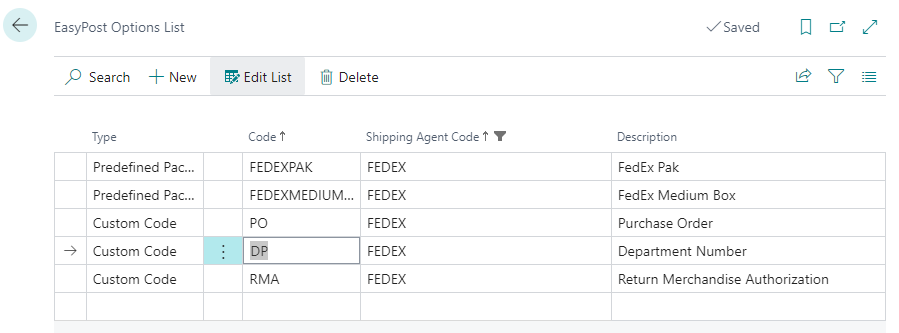 EasyPost Options List
Saved
Search New Edit List Delete
Type Code↑ Shipping Agent Code↑ Description
Predefined Pac... FEDEXPAK FEDEX FedEx Pak
Predefined Pac... FEDEXMEDIUM... FEDEX FedEx Medium Box
Custom Code PO FEDEX Purchase Order
Custom Code DP FEDEX Department Number
Custom Code RMA FEDEX Return Merchandise Authorization